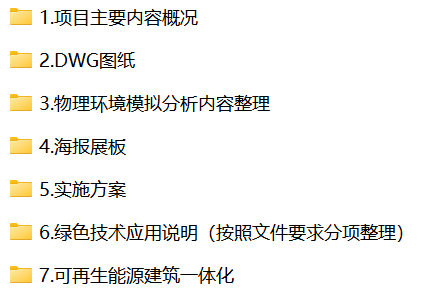 1.项目主要内容概况
2.DWG图纸
3.物理环境模拟分析内容整理
4.海报展板
5.实施方案
6.绿色技术应用说明（按照文件要求分项整理）
7.可再生能源建筑一体化